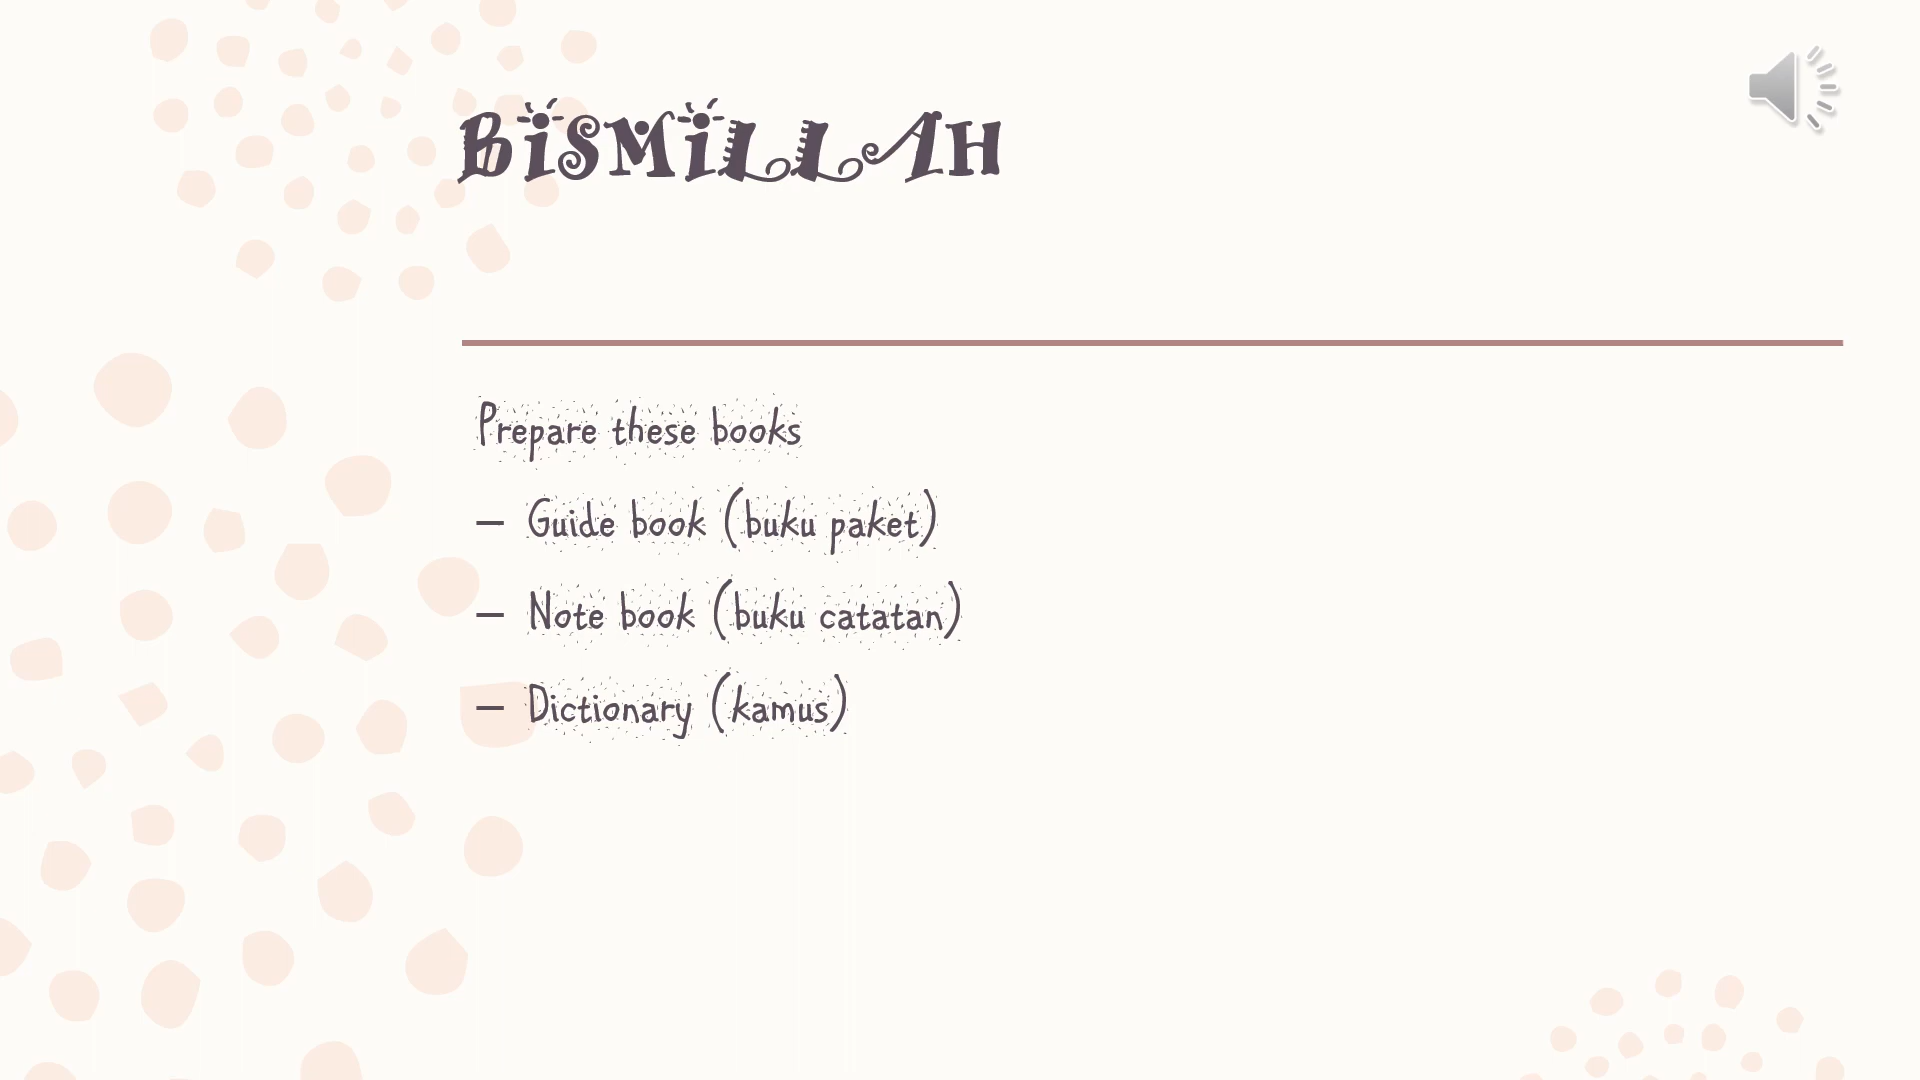 BiSMiLLAH
Prepare these books
– Guide book (buku paket)
– Note book (buku catatan)
– Dictionary (kamus)